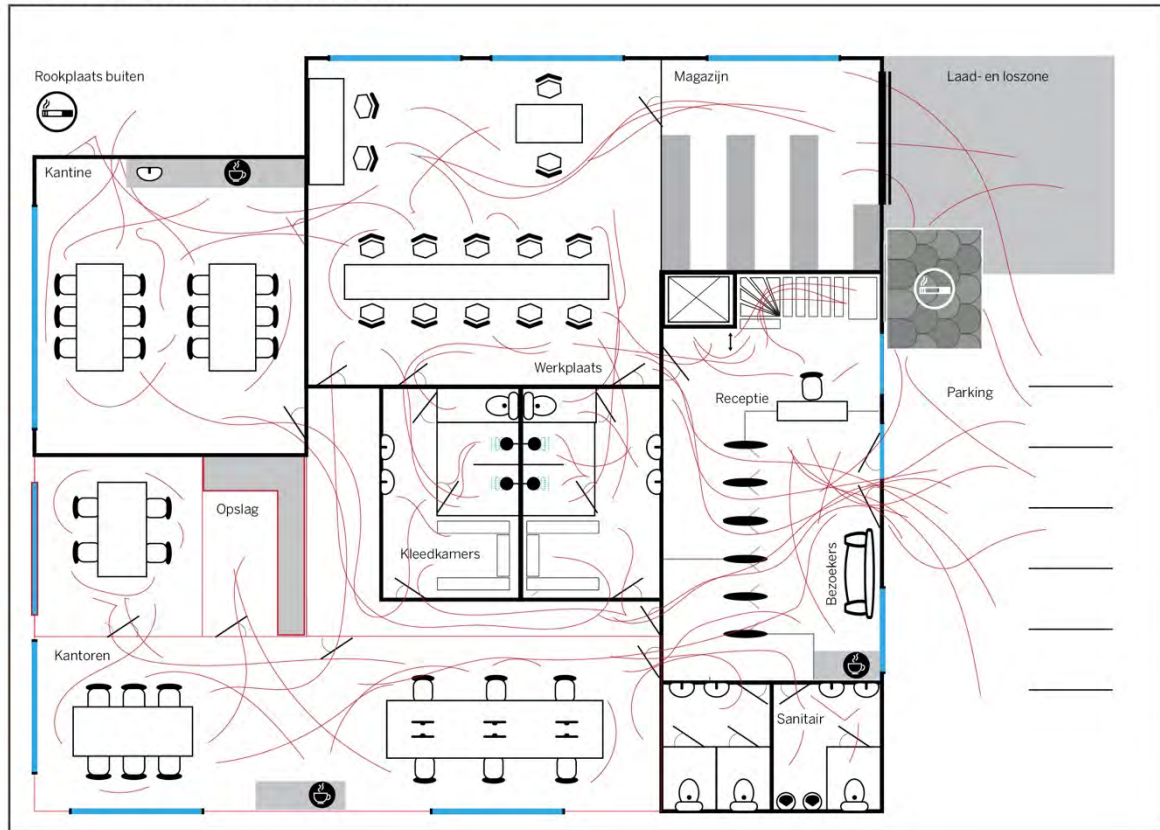 Rookplaats buiten
Magazijn
Laad- en loszone
Kantine
Werkplaats
Receptie
Parking
Opslag
Kleedkamers
Bezoekers
Kantoren
Sanitair